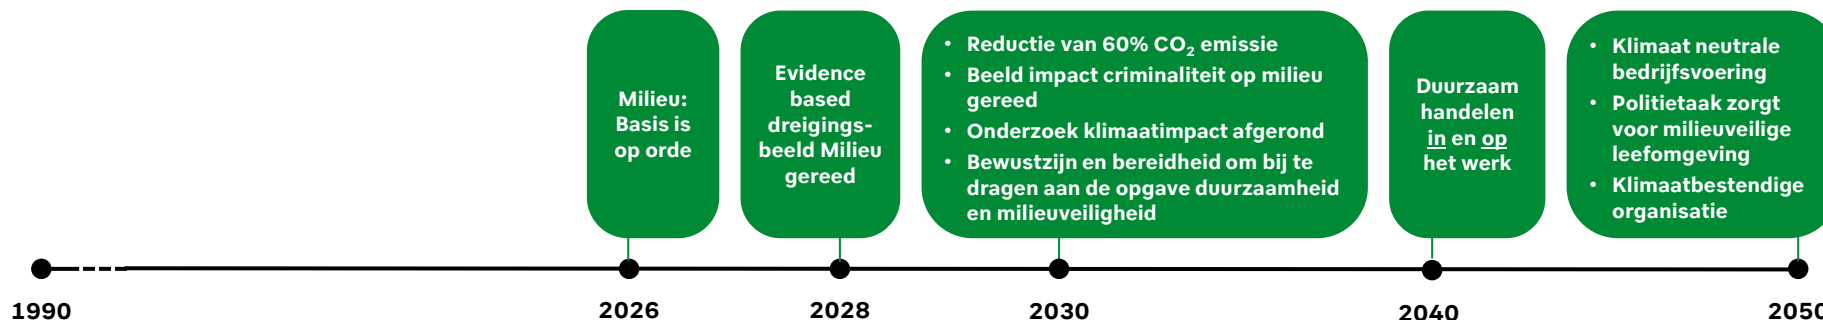 Milieu:
Basis is
op orde
Evidence
based
dreigings-
beeld Milieu
gereed
• Reductie van 60% CO₂ emissie
• Beeld impact criminaliteit op milieu
gereed
• Onderzoek klimaatimpact afgerond
• Bewustzijn en bereidheid om bij te
dragen aan de opgave duurzaamheid
en milieuveiligheid
Duurzaam
handelen
in en op
het werk
• Klimaat neutrale
bedrijfsvoering
• Politietaak zorgt
voor milieuveilige
leefomgeving
• Klimaatbestendige
organisatie
1990
2026
2028
2030
2040
2050